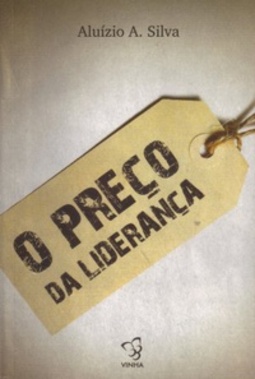 Aluízio A. Silva
O PREÇO
DA LIDERANÇA
VINHA